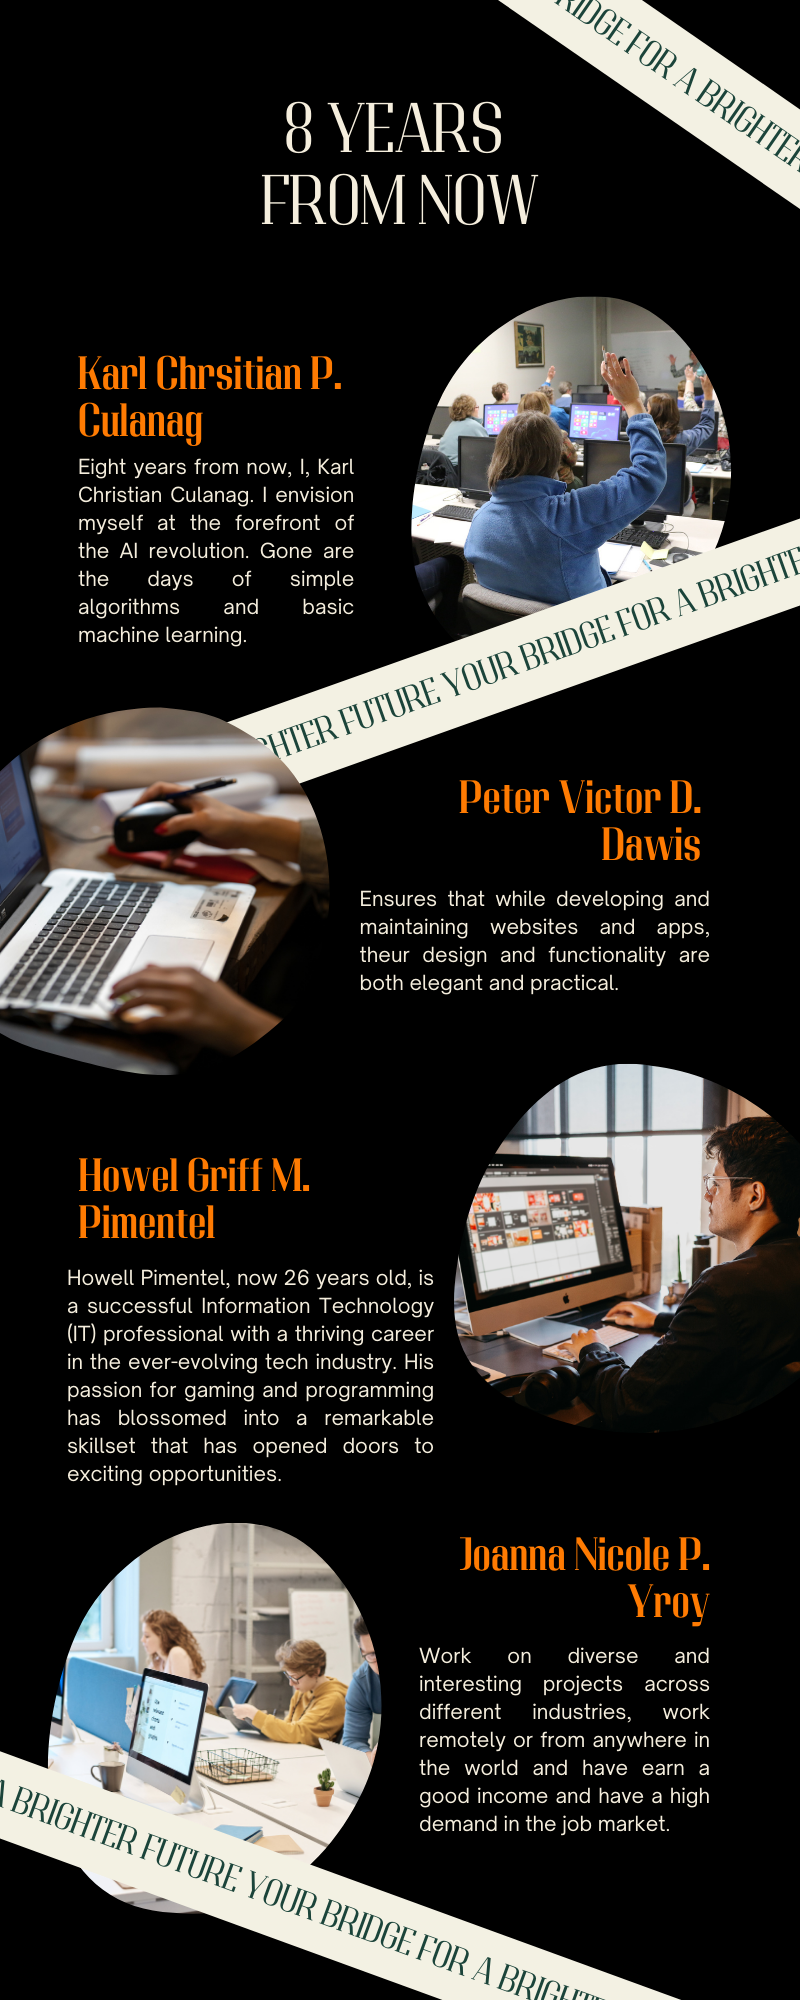 RIDGE FOR A BRIGHTER
8 YEARS
FROM NOW
Karl Chrsitian P.
Culanag
Eight years from now, I, Karl
Christian Culanag. I envision
myself at the forefront of
the AI revolution. Gone are
the days of simple
algorithms and basic
machine learning.
GHTER FUTURE YOUR BRIDGE FOR A BRIGHTE
Peter Victor D.
Dawis
Ensures that while developing and
maintaining websites and apps,
theur design and functionality are
both elegant and practical.
Howel Griff M.
Pimentel
Howell Pimentel, now 26 years old, is
a successful Information Technology
(IT) professional with a thriving career
in the ever-evolving tech industry. His
passion for gaming and programming
has blossomed into a remarkable
skillset that has opened doors to
exciting opportunities.
Joanna Nicole P.
Yroy
Work on diverse and
interesting projects across
different industries, work
remotely or from anywhere in
the world and have earn a
good income and have a high
demand in the job market.
A BRIGHTER FUTURE YOUR BRIDGE FOR A BRIGHTE